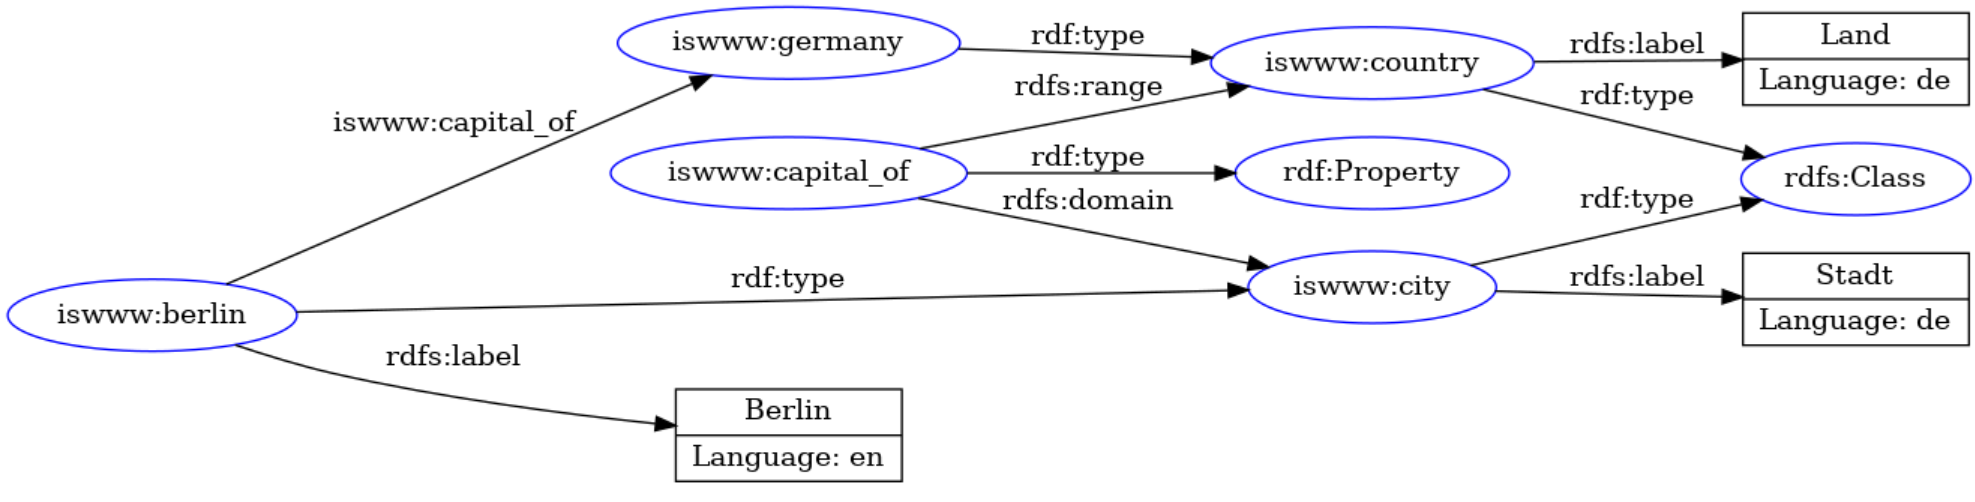 iswww:germany
rdf:type
iswww:country
rdfs:label
Land
Language: de
rdfs:range
rdf:type
iswww:capital_of
iswww:capital_of
rdf:type
rdf:Property
rdfs:Class
rdfs:domain
rdf:type
iswww:berlin
rdf:type
iswww:city
rdfs:label
Stadt
Language: de
rdfs:label
Berlin
Language: en